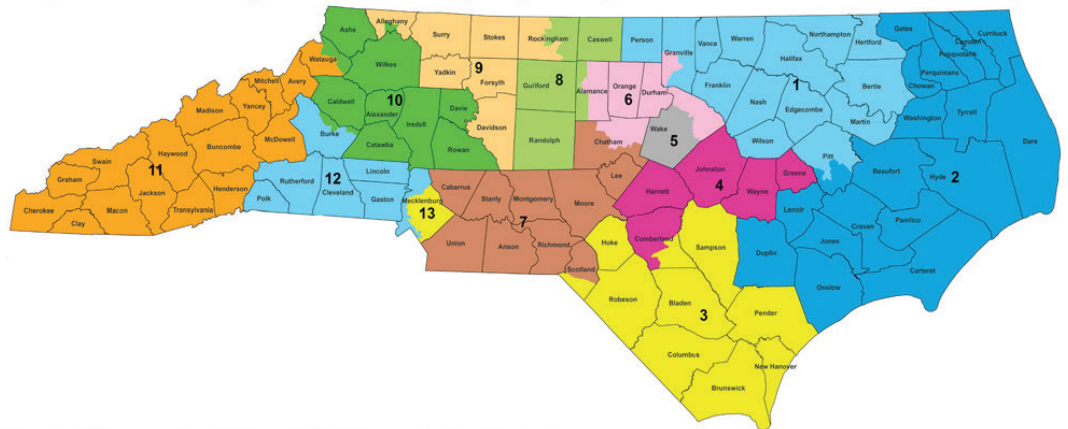 Ashe
Alleghany
Surry
Stokes
Rockingham
Caswell
Person
Granville
Vance
Warren
Northampton
Hertford
Gates
Currituck
Camden
Pasquotank
Perquimans
Chowan
Halifax
Bertie
Watauga
Wilkes
Yadkin
9
Forsyth
Guilford
8
Alamance
Orange
Durham
6
Franklin
Nash
1
Edgecombe
Martin
Washington
Tyrrell
Dare
Mitchell
Avery
Caldwell
10
Alexander
Iredell
Davie
Davidson
Randolph
Chatham
Wake
5
Wilson
Pitt
Madison
Yancey
McDowell
Burke
Catawba
Rowan
Buncombe
Haywood
Swain
Graham
11
Jackson
Henderson
Rutherford
12
Cleveland
Lincoln
Gaston
Polk
Cherokee
Clay
Macon
Transylvania
Mecklenburg
13
Cabarrus
Stanly
Montgomery
Moore
Lee
7
Union
Anson
Richmond
Scotland
Harnett
Johnston
4
Wayne
Greene
Beaufort
Hyde
2
Lenoir
Craven
Pamlico
Jones
Carteret
Duplin
Onslow
Cumberland
Hoke
Sampson
Robeson
Bladen
3
Pender
Columbus
New Hanover
Brunswick